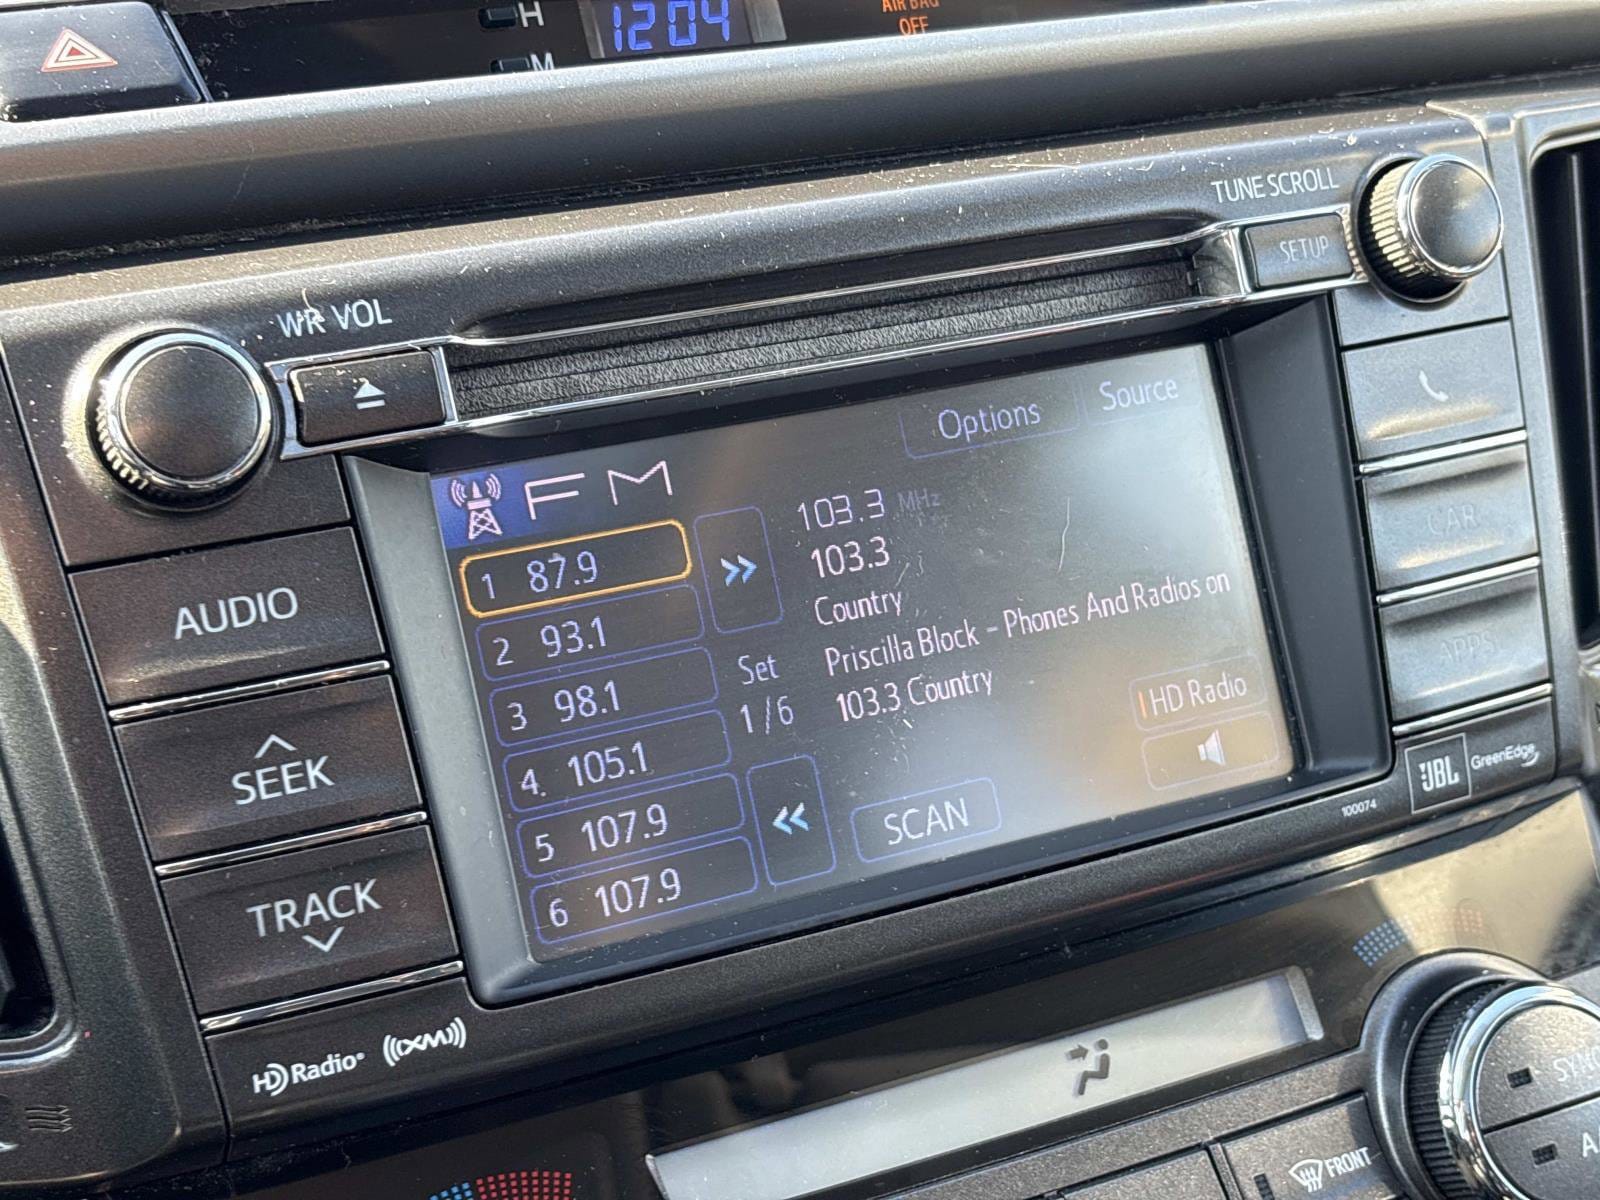 H
1204
AIR BAG
OFF
M
TUNE SCROLL
SETUP
WR VOL
Options
Source
FM
103.3 MHz
1 87.9
103.3
Country
2 93.1
Priscilla Block - Phones And Radios on
103.3 Country
Set
1/6
3 98.1
HD Radio
4 105.1
5 107.9
SCAN
6 107.9
AUDIO
SEEK
TRACK
CAR
APPS
JBL GreenEdge
100074
HD Radio XM
SYNC
FRONT